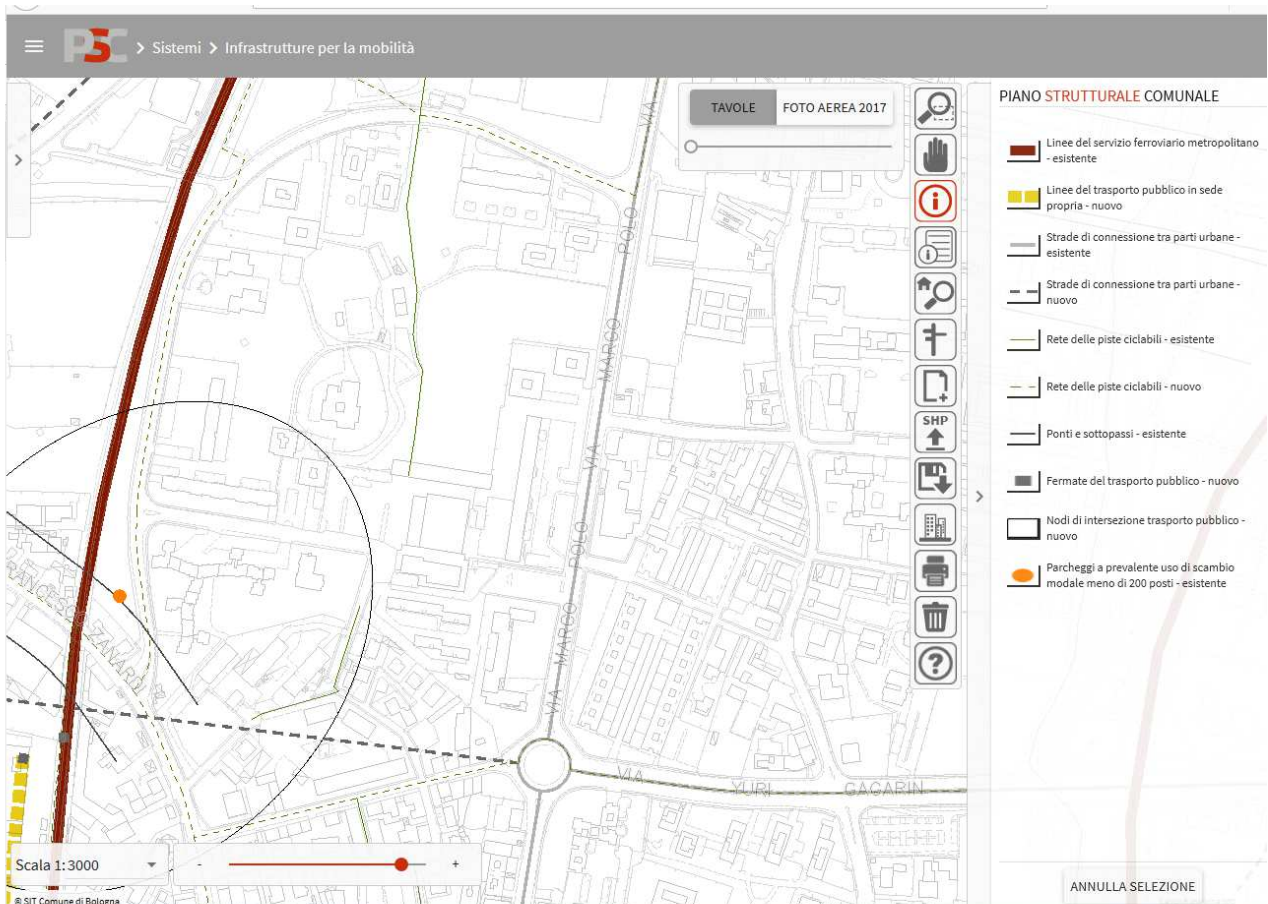 PSC > Sistemi > Infrastrutture per la mobilità
TAVOLE FOTO AEREA 2017
PIANO STRUTTURALE COMUNALE
Linee del servizio ferroviario metropolitano
- esistente
Linee del trasporto pubblico in sede
propria - nuovo
Strade di connessione tra parti urbane -
esistente
Strade di connessione tra parti urbane -
nuovo
Rete delle piste ciclabili - esistente
Rete delle piste ciclabili - nuovo
SHP
Ponti e sottopassi - esistente
Fermate del trasporto pubblico - nuovo
Nodi di intersezione trasporto pubblico -
nuovo
Parcheggi a prevalente uso di scambio
modale meno di 200 posti - esistente
VIA
MARCO POLO
VIA
MARCO POLO
VIA
FRANCESCO ZANARDI
VIA YURI GAGARIN
Scala 1:3000
- +
ANNULLA SELEZIONE
© SIT Comune di Bologna